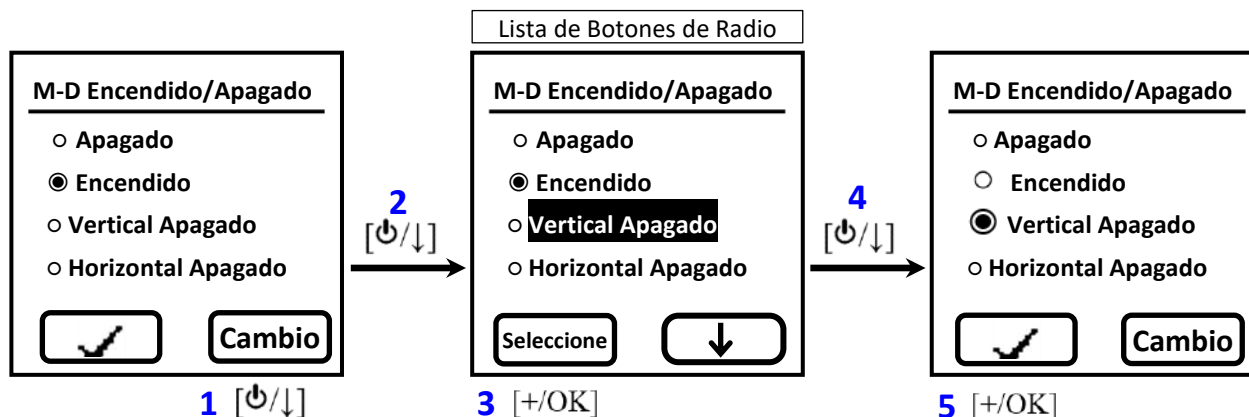 Lista de Botones de Radio
M-D Encendido/Apagado
Apagado
Encendido
Vertical Apagado
Horizontal Apagado
Cambio
1 [⏻/↓]
2
[⏻/↓]
M-D Encendido/Apagado
Apagado
Encendido
Vertical Apagado
Horizontal Apagado
Seleccione ↓
3 [+/OK]
4
[⏻/↓]
M-D Encendido/Apagado
Apagado
Encendido
Vertical Apagado
Horizontal Apagado
Cambio
5 [+/OK]